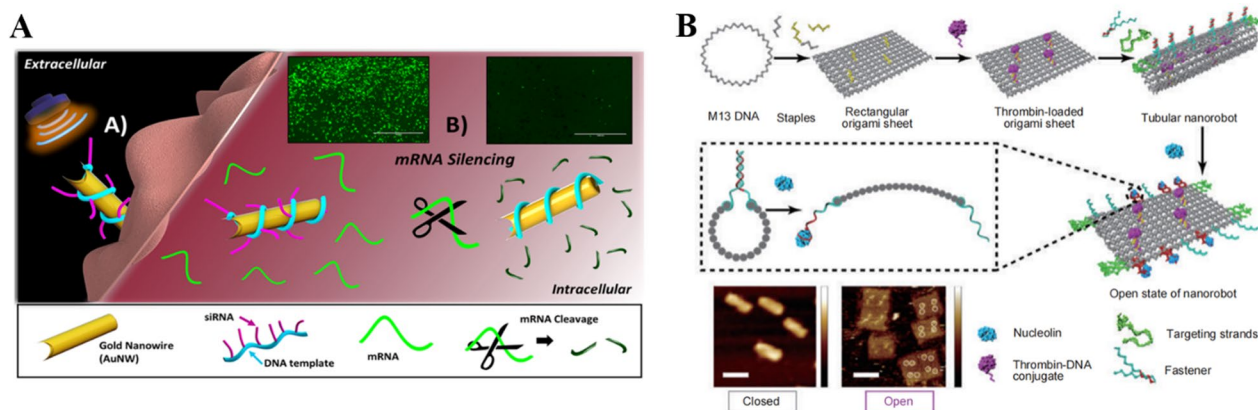 A
Extracellular
A)
B)
mRNA Silencing
Intracellular
Gold Nanowire
(AuNW)
siRNA
DNA template
mRNA
mRNA Cleavage
B
M13 DNA
Staples
Rectangular
origami sheet
Thrombin-loaded
origami sheet
Tubular nanorobot
Open state of nanorobot
Closed
Open
Nucleolin
Thrombin-DNA
conjugate
Targeting strands
Fastener